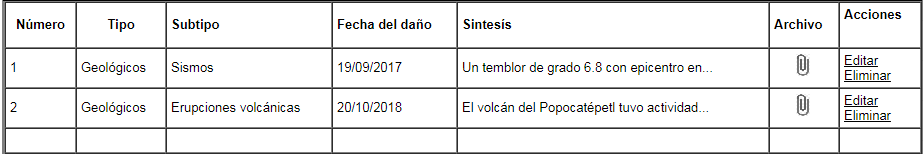 Número Tipo Subtipo Fecha del daño Sintesís Archivo Acciones
1 Geológicos Sismos 19/09/2017 Un temblor de grado 6.8 con epicentro en... Editar
Eliminar
2 Geológicos Erupciones volcánicas 20/10/2018 El volcán del Popocatépetl tuvo actividad... Editar
Eliminar